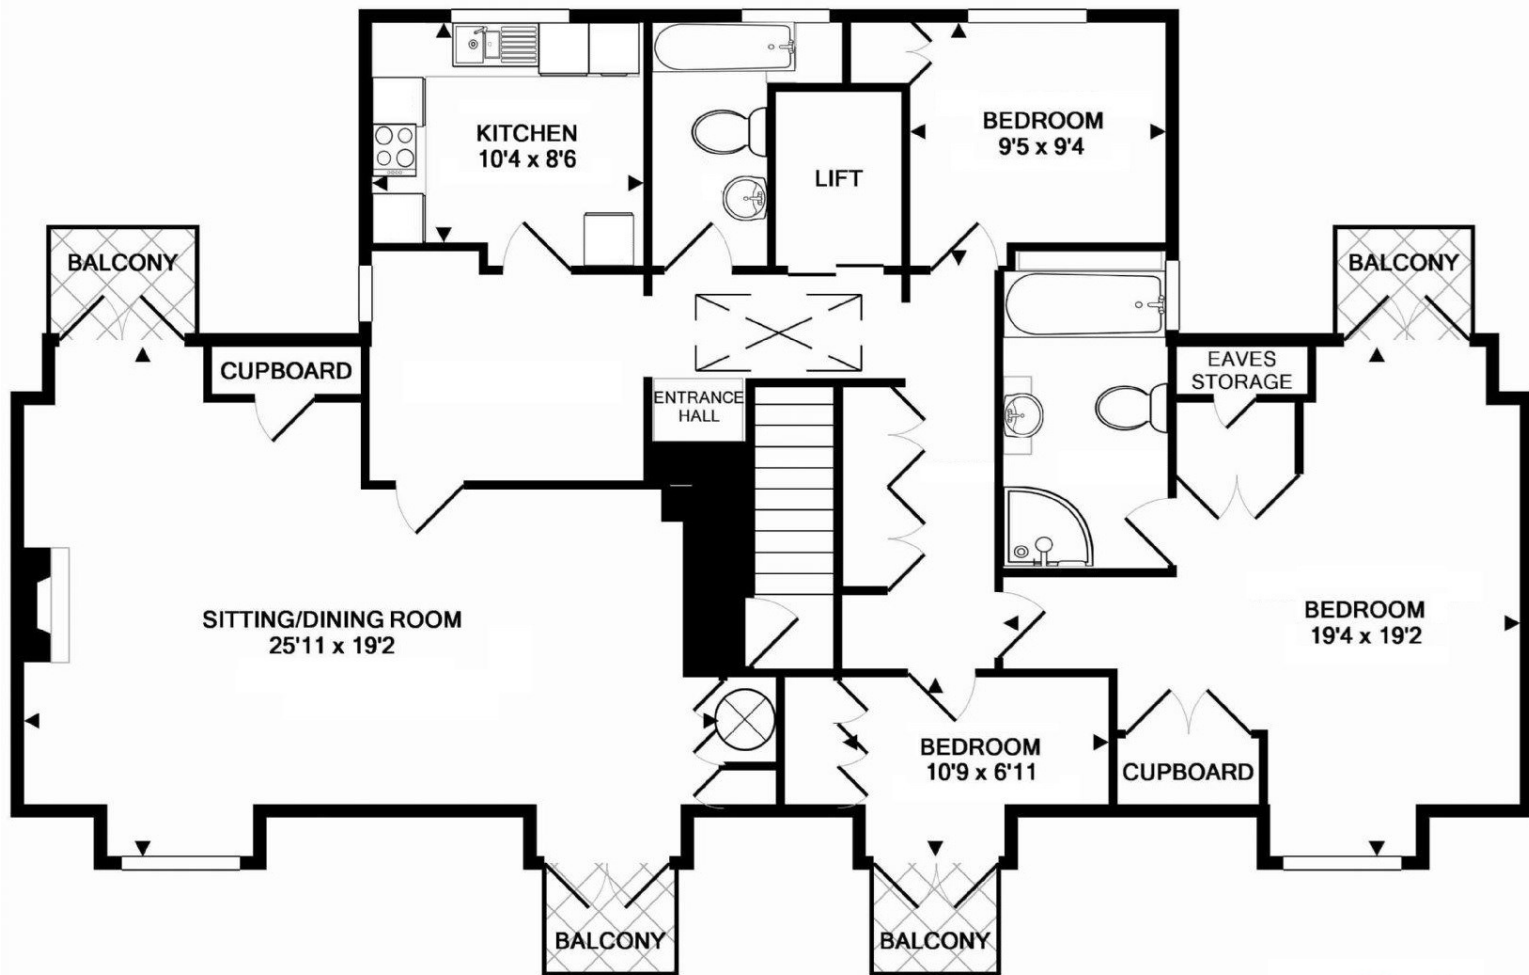 KITCHEN
10'4 x 8'6
BEDROOM
9'5 x 9'4
LIFT
BALCONY
BALCONY
CUPBOARD
EAVES
STORAGE
ENTRANCE
HALL
SITTING/DINING ROOM
25'11 x 19'2
BEDROOM
19'4 x 19'2
BEDROOM
10'9 x 6'11
CUPBOARD
BALCONY
BALCONY